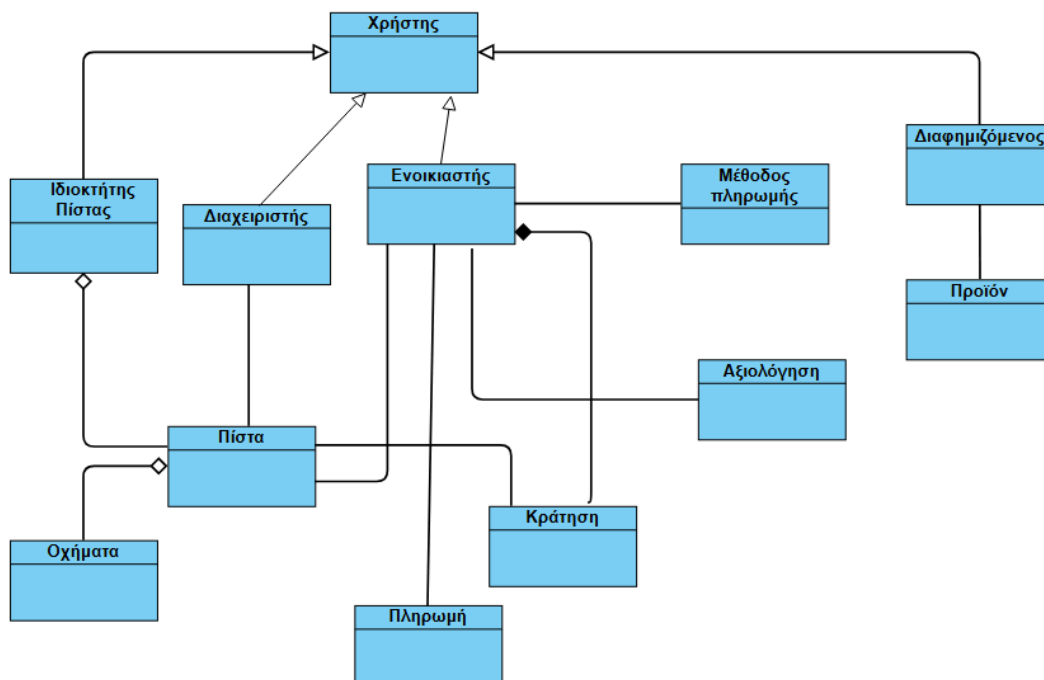 Χρήστης
Διαφημιζόμενος
Ενοικιαστής
Μέθοδος
πληρωμής
Ιδιοκτήτης
Πίστας
Διαχειριστής
Προϊόν
Αξιολόγηση
Πίστα
Κράτηση
Οχήματα
Πληρωμή